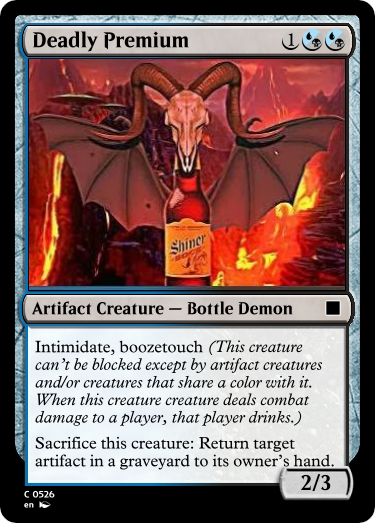 Deadly Premium 1
Shiner
Artifact Creature — Bottle Demon
Intimidate, boozetouch (This creature
can't be blocked except by artifact creatures
and/or creatures that share a color with it.
When this creature creature deals combat
damage to a player, that player drinks.)
Sacrifice this creature: Return target
artifact in a graveyard to its owner's hand.
2/3
C 0526
en